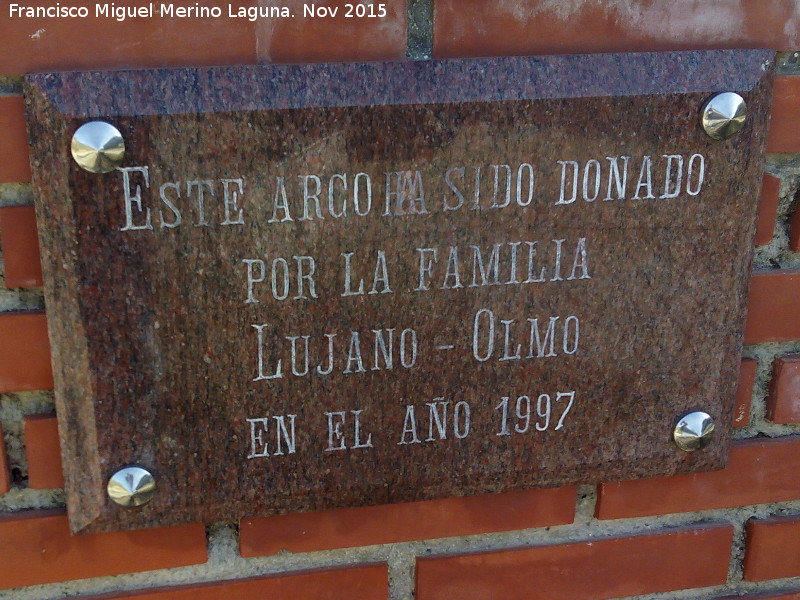 Francisco Miguel Merino Laguna. Nov 2015
ESTE ARCO HA SIDO DONADO
POR LA FAMILIA
LUJANO - OLMO
EN EL AÑO 1997